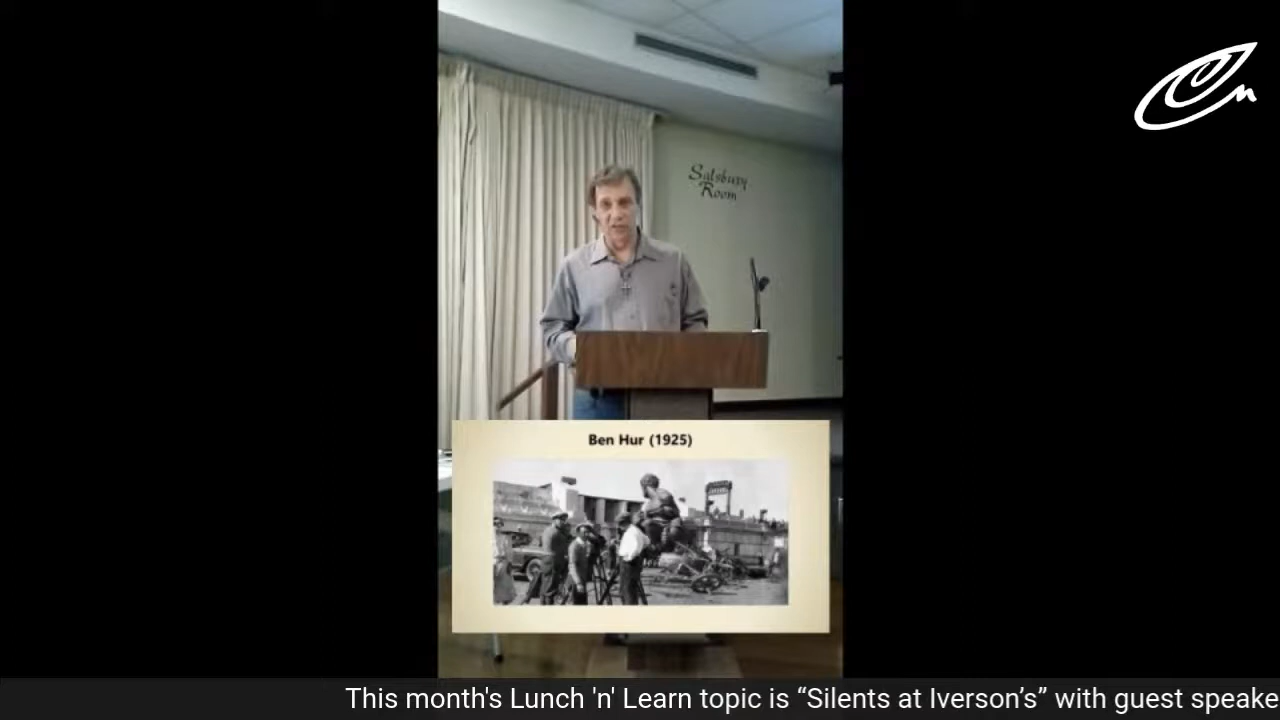 Salsbury
Room
Ben Hur (1925)
This month's Lunch 'n' Learn topic is “Silents at Iverson’s” with guest speake